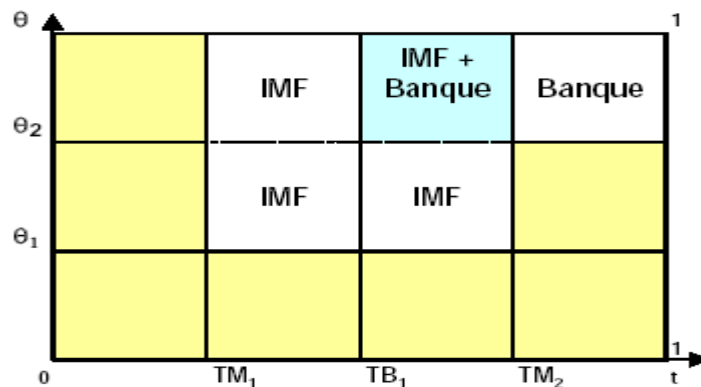 θ 1
IMF
IMF +
Banque
Banque
θ2
IMF IMF
θ1
1
0 TM1 TB1 TM2 t